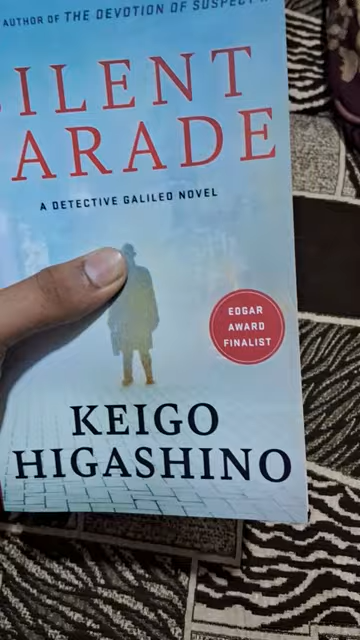 AUTHOR OF THE DEVOTION OF SUSPECT
ILENT
ARADE
A DETECTIVE GALILEO NOVEL
EDGAR
AWARD
FINALIST
KEIGO
HIGASHINO